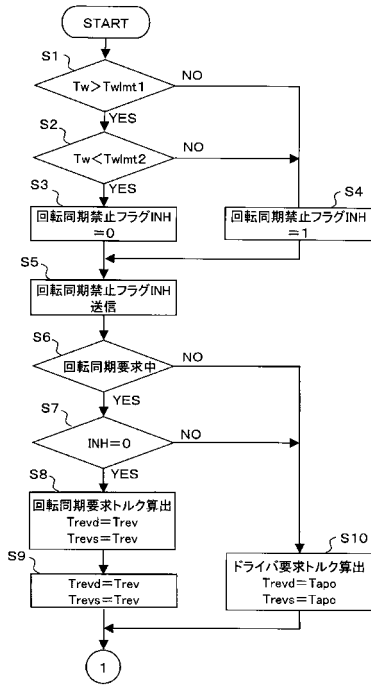 START
S1
Tw>Twlmt1
NO
YES
S2
Tw<Twlmt2
NO
YES
S3
回転同期禁止フラグINH
=0
S4
回転同期禁止フラグINH
=1
S5
回転同期禁止フラグINH
送信
S6
回転同期要求中
NO
YES
S7
INH=0
NO
YES
S8
回転同期要求トルク算出
Trevd=Trev
Trevs=Trev
S9
Trevd=Trev
Trevs=Trev
S10
ドライバ要求トルク算出
Trevd=Tapo
Trevs=Tapo
1